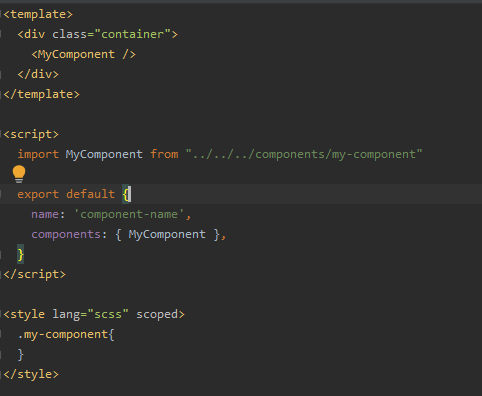 <template>
  <div class="container">
    <MyComponent />
  </div>
</template>

<script>
  import MyComponent from "../../../components/my-component"

  export default {
    name: 'component-name',
    components: { MyComponent },
  }
</script>

<style lang="scss" scoped>
  .my-component{
  }
</style>